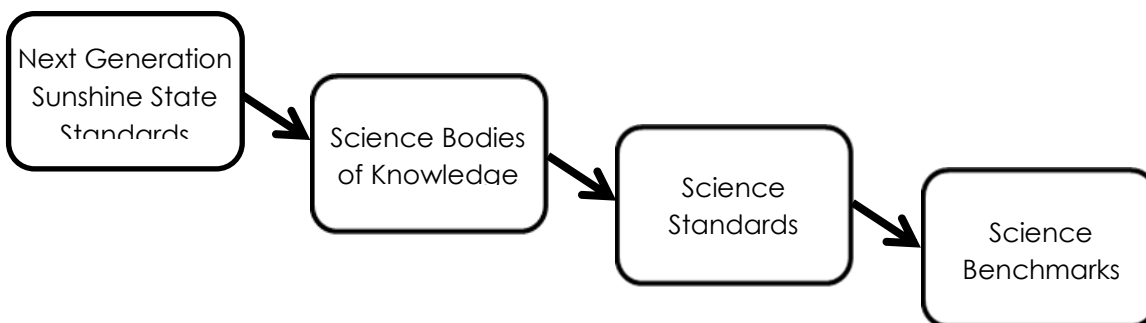 Next Generation
Sunshine State
Standards
Science Bodies
of Knowledge
Science
Standards
Science
Benchmarks